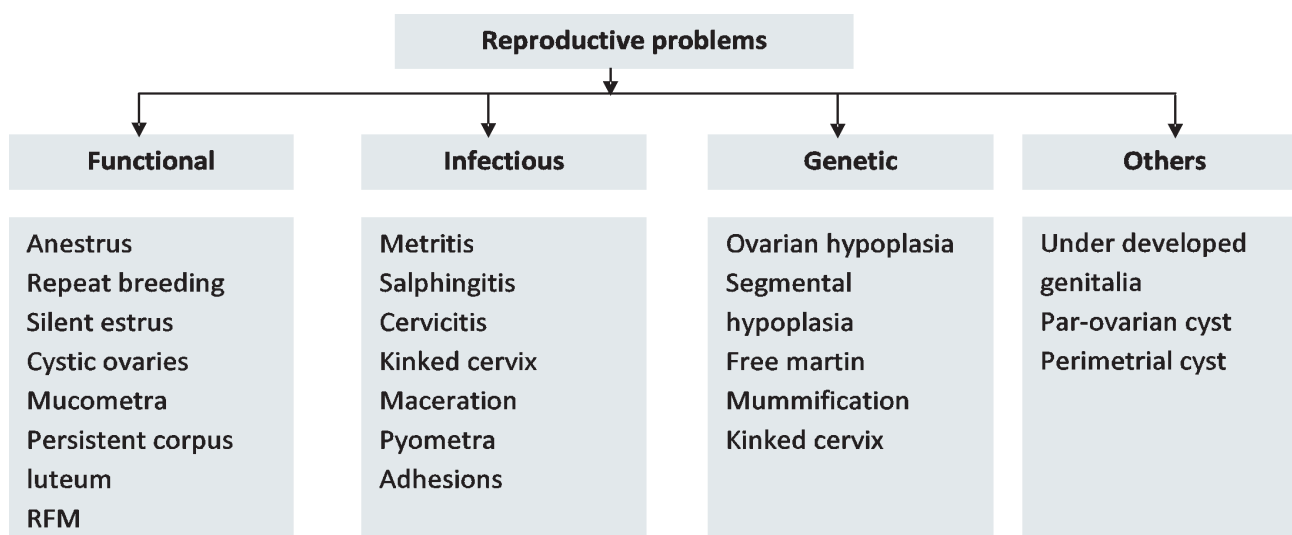 Reproductive problems
Functional
Infectious
Genetic
Others
Anestrus
Repeat breeding
Silent estrus
Cystic ovaries
Mucometra
Persistent corpus
luteum
RFM
Metritis
Salphingitis
Cervicitis
Kinked cervix
Maceration
Pyometra
Adhesions
Ovarian hypoplasia
Segmental
hypoplasia
Free martin
Mummification
Kinked cervix
Under developed
genitalia
Par-ovarian cyst
Perimetrial cyst